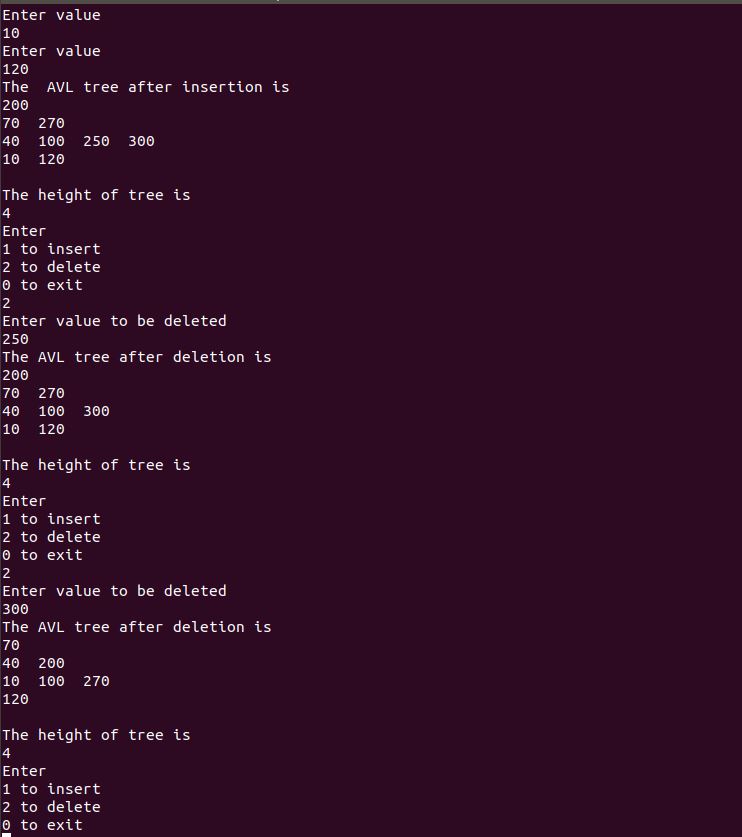 Enter value
10
Enter value
120
The  AVL tree after insertion is
200
70  270
40  100  250  300
10  120

The height of tree is
4
Enter
1 to insert
2 to delete
0 to exit
2
Enter value to be deleted
250
The AVL tree after deletion is
200
70  270
40  100  300
10  120

The height of tree is
4
Enter
1 to insert
2 to delete
0 to exit
2
Enter value to be deleted
300
The AVL tree after deletion is
70
40  200
10  100  270
120

The height of tree is
4
Enter
1 to insert
2 to delete
0 to exit